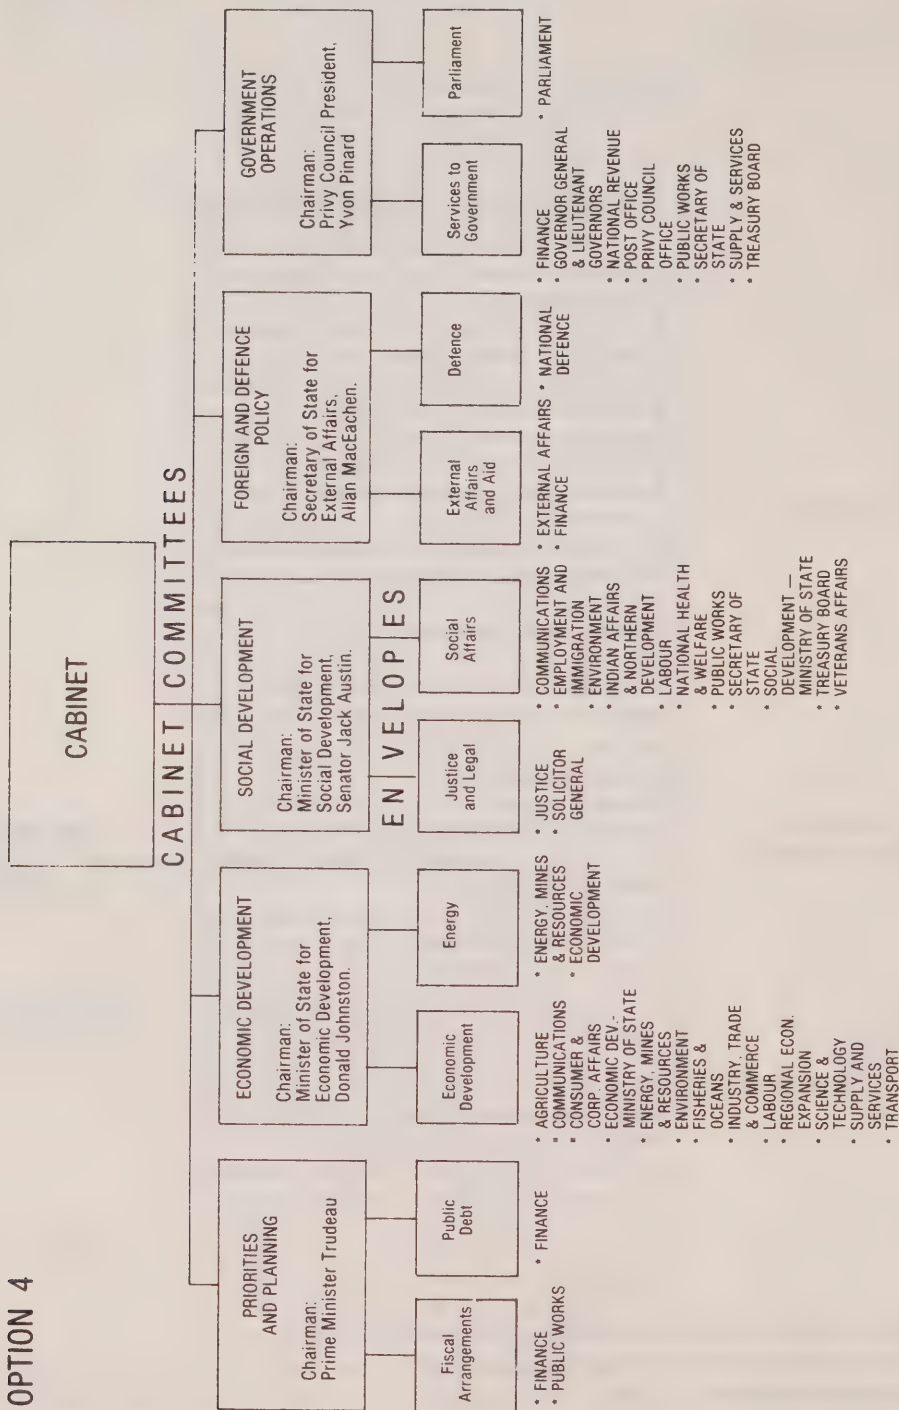 OPTION 4
CABINET
CABINET COMMITTEES
PRIORITIES
AND PLANNING
Chairman:
Prime Minister Trudeau
ECONOMIC DEVELOPMENT
Chairman:
Minister of State for
Economic Development,
Donald Johnston.
SOCIAL DEVELOPMENT
Chairman:
Minister of State for
Social Development,
Senator Jack Austin.
FOREIGN AND DEFENCE
POLICY
Chairman:
Secretary of State for
External Affairs,
Allan MacEachen.
GOVERNMENT
OPERATIONS
Chairman:
Privy Council President,
Yvon Pinard
ENVELOPES
Fiscal
Arrangements
Public
Debt
Economic
Development
Energy
Justice
and Legal
Social
Affairs
External
Affairs
and Aid
Defence
Services to
Government
Parliament
* FINANCE
* PUBLIC WORKS
* FINANCE
* AGRICULTURE
* COMMUNICATIONS
* CONSUMER &
CORP. AFFAIRS
* ECONOMIC DEV.-
MINISTRY OF STATE
* ENERGY, MINES
& RESOURCES
* ENVIRONMENT
* FISHERIES &
OCEANS
* INDUSTRY, TRADE
& COMMERCE
* LABOUR
* REGIONAL ECON.
EXPANSION
* SCIENCE &
TECHNOLOGY
* SUPPLY AND
SERVICES
* TRANSPORT
* ENERGY, MINES
& RESOURCES
* ECONOMIC
DEVELOPMENT
* JUSTICE
* SOLICITOR
GENERAL
* COMMUNICATIONS
* EMPLOYMENT AND
IMMIGRATION
* ENVIRONMENT
* INDIAN AFFAIRS
& NORTHERN
DEVELOPMENT
* LABOUR
* NATIONAL HEALTH
& WELFARE
* PUBLIC WORKS
* SECRETARY OF
STATE
* SOCIAL
DEVELOPMENT —
MINISTRY OF STATE
* TREASURY BOARD
* VETERANS AFFAIRS
* EXTERNAL AFFAIRS
* FINANCE
* NATIONAL
DEFENCE
* FINANCE
* GOVERNOR GENERAL
& LIEUTENANT
GOVERNORS
* NATIONAL REVENUE
* POST OFFICE
* PRIVY COUNCIL
OFFICE
* PUBLIC WORKS
* SECRETARY OF
STATE
* SUPPLY & SERVICES
* TREASURY BOARD
* PARLIAMENT